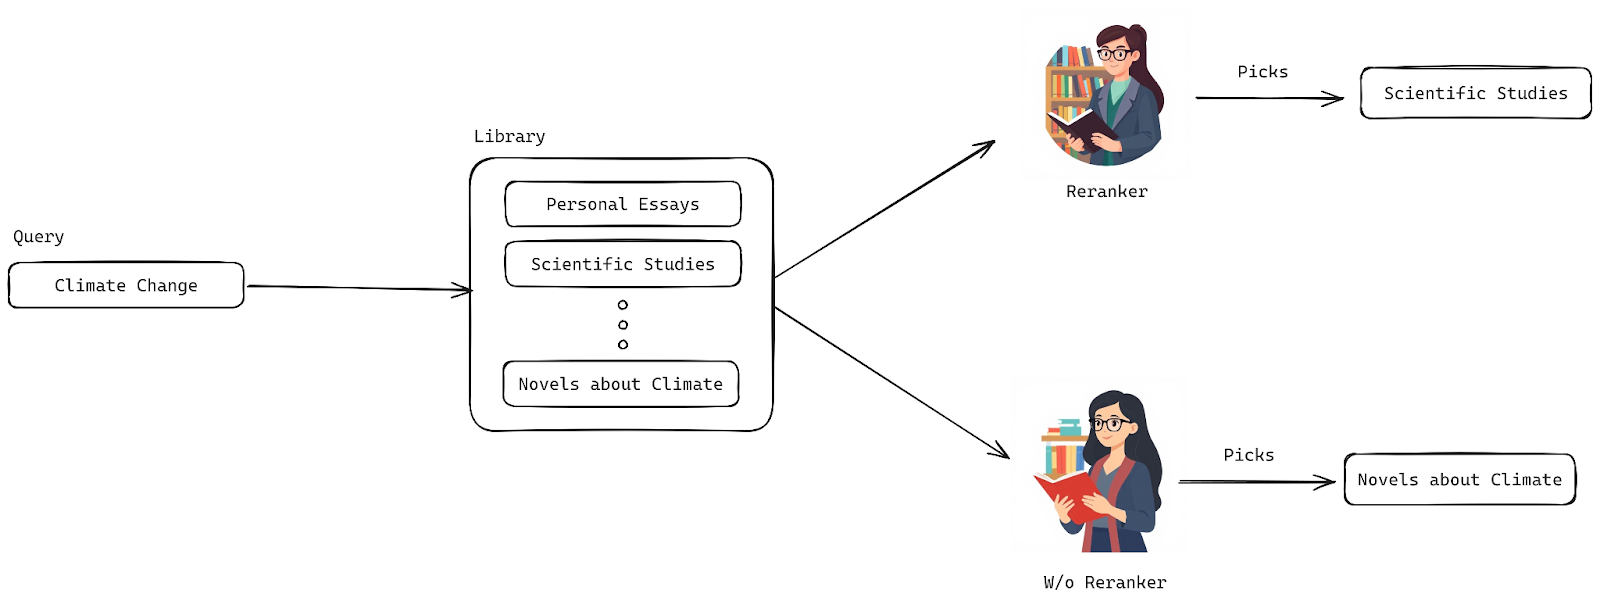 Query
Climate Change
Library
Personal Essays
Scientific Studies
Novels about Climate
Reranker
Picks
Scientific Studies
W/o Reranker
Picks
Novels about Climate